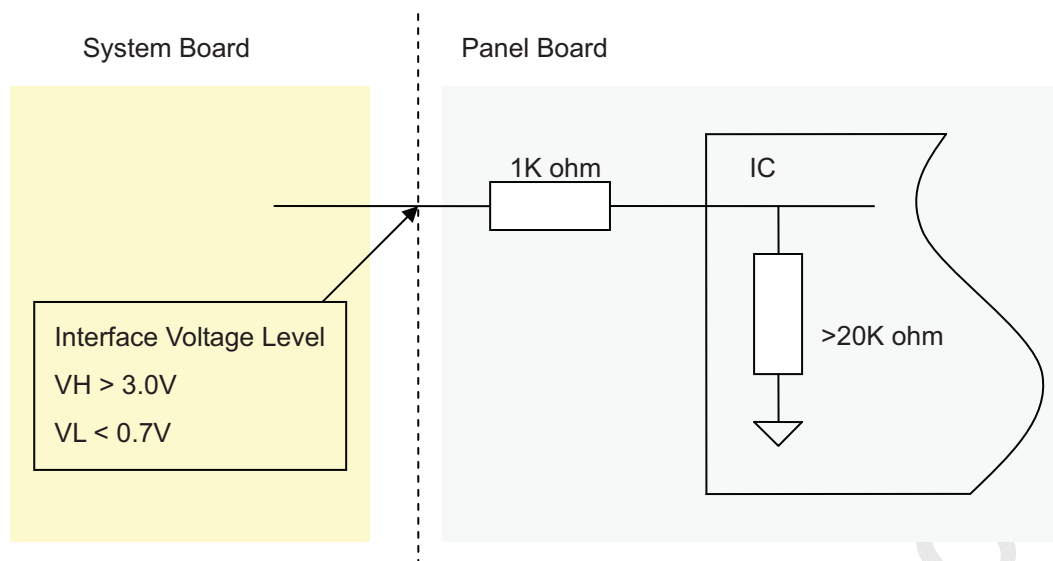 System Board
Panel Board
1K ohm
IC
Interface Voltage Level
VH > 3.0V
VL < 0.7V
>20K ohm